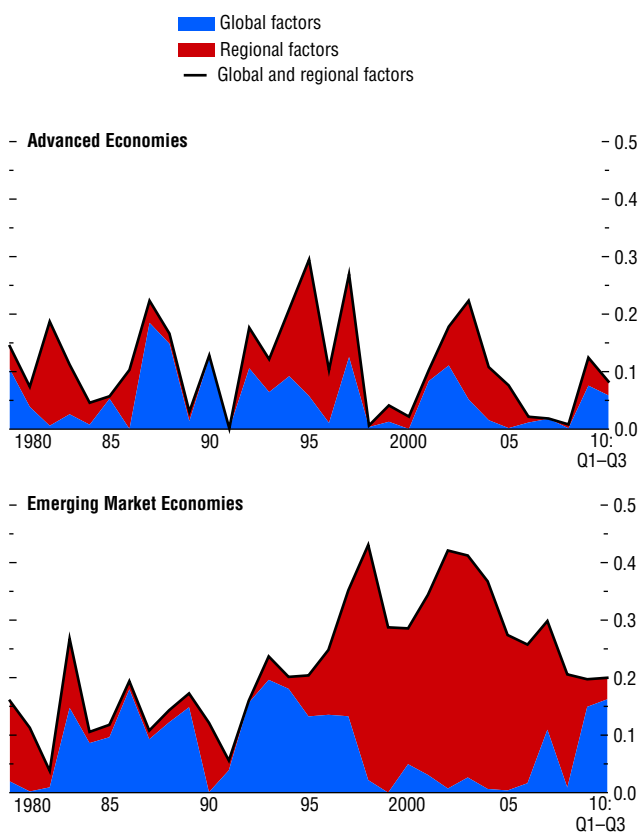 Global factors
Regional factors
Global and regional factors
Advanced Economies
0.5
0.4
0.3
0.2
0.1
0.0
1980 85 90 95 2000 05 10:
Q1–Q3
Emerging Market Economies
0.5
0.4
0.3
0.2
0.1
0.0
1980 85 90 95 2000 05 10:
Q1–Q3